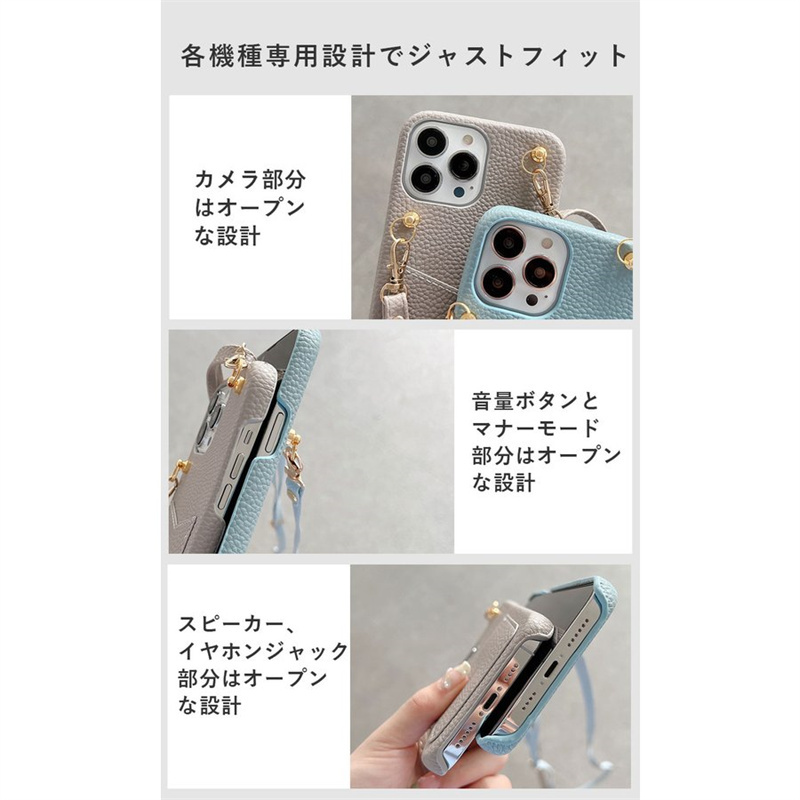 各機種専用設計でジャストフィット
カメラ部分
はオープン
な設計
音量ボタンと
マナーモード
部分はオープン
な設計
スピーカー、
イヤホンジャック
部分はオープン
な設計